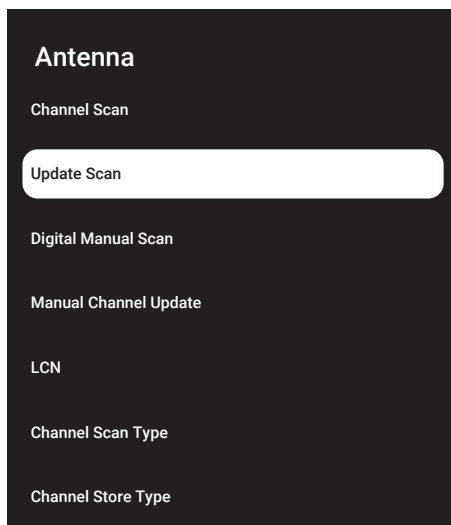 Antenna
Channel Scan
Update Scan
Digital Manual Scan
Manual Channel Update
LCN
Channel Scan Type
Channel Store Type